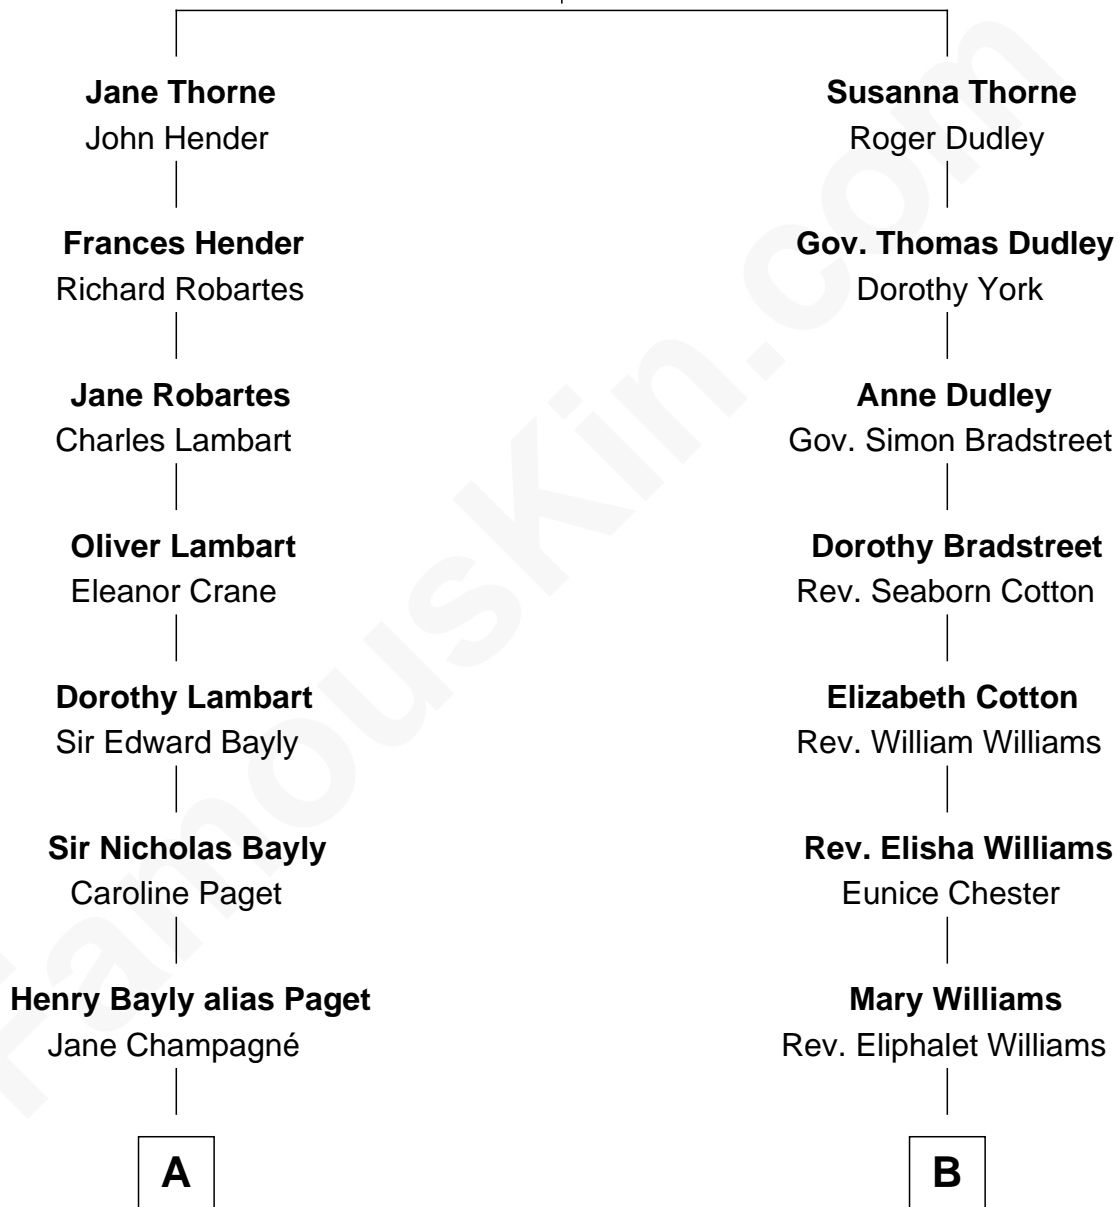 Jane Thorne
John Hender
Frances Hender
Richard Robartes
Jane Robartes
Charles Lambart
Oliver Lambart
Eleanor Crane
Dorothy Lambart
Sir Edward Bayly
Sir Nicholas Bayly
Caroline Paget
Henry Bayly alias Paget
Jane Champagné
A
Susanna Thorne
Roger Dudley
Gov. Thomas Dudley
Dorothy York
Anne Dudley
Gov. Simon Bradstreet
Dorothy Bradstreet
Rev. Seaborn Cotton
Elizabeth Cotton
Rev. William Williams
Rev. Elisha Williams
Eunice Chester
Mary Williams
Rev. Eliphalet Williams
B
FamousKin.com